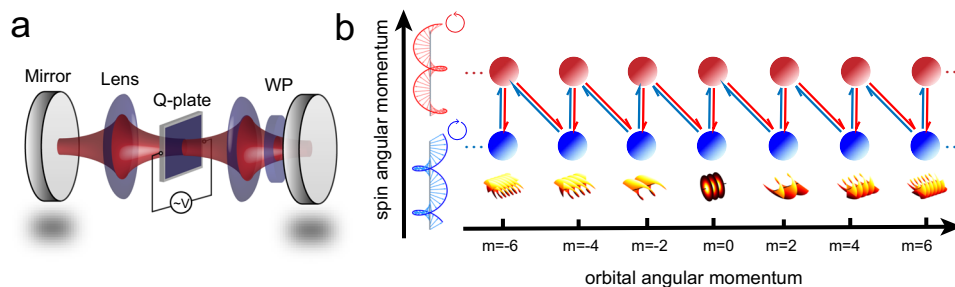 a
Mirror
Lens
Q-plate
WP
~V
b
spin angular momentum
m=-6
m=-4
m=-2
m=0
m=2
m=4
m=6
orbital angular momentum